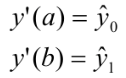 y'(a) = ŷ₀
y'(b) = ŷ₁